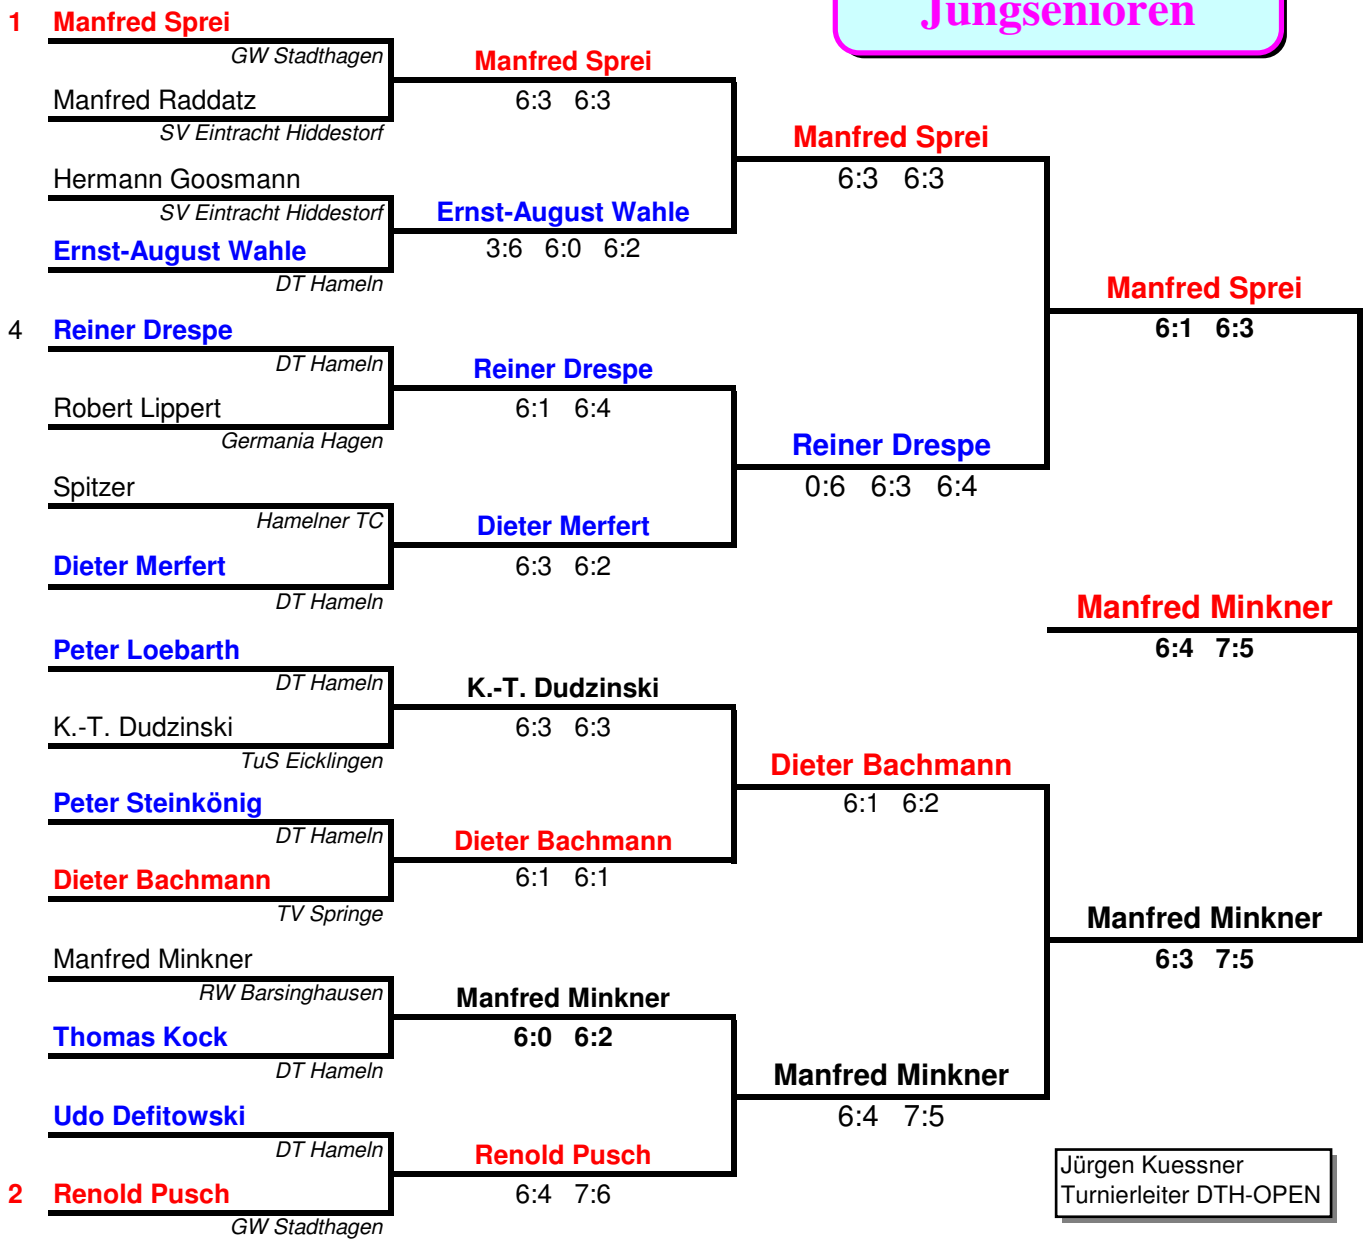 Jungsenioren
1 Manfred Sprei
GW Stadthagen
Manfred Raddatz
SV Eintracht Hiddestorf
Hermann Goosmann
SV Eintracht Hiddestorf
Ernst-August Wahle
DT Hameln
4 Reiner Drespe
DT Hameln
Robert Lippert
Germania Hagen
Spitzer
Hamelner TC
Dieter Merfert
DT Hameln
Peter Loebarth
DT Hameln
K.-T. Dudzinski
TuS Eicklingen
Peter Steinkönig
DT Hameln
Dieter Bachmann
TV Springe
Manfred Minkner
RW Barsinghausen
Thomas Kock
DT Hameln
Udo Defitowski
DT Hameln
2 Renold Pusch
GW Stadthagen
Manfred Sprei
6:3 6:3
Ernst-August Wahle
3:6 6:0 6:2
Reiner Drespe
6:1 6:4
Dieter Merfert
6:3 6:2
K.-T. Dudzinski
6:3 6:3
Dieter Bachmann
6:1 6:1
Manfred Minkner
6:0 6:2
Renold Pusch
6:4 7:6
Manfred Sprei
6:3 6:3
Reiner Drespe
0:6 6:3 6:4
Dieter Bachmann
6:1 6:2
Manfred Minkner
6:4 7:5
Manfred Sprei
6:1 6:3
Manfred Minkner
6:4 7:5
Manfred Minkner
6:3 7:5
Jürgen Kuessner
Turnierleiter DTH-OPEN